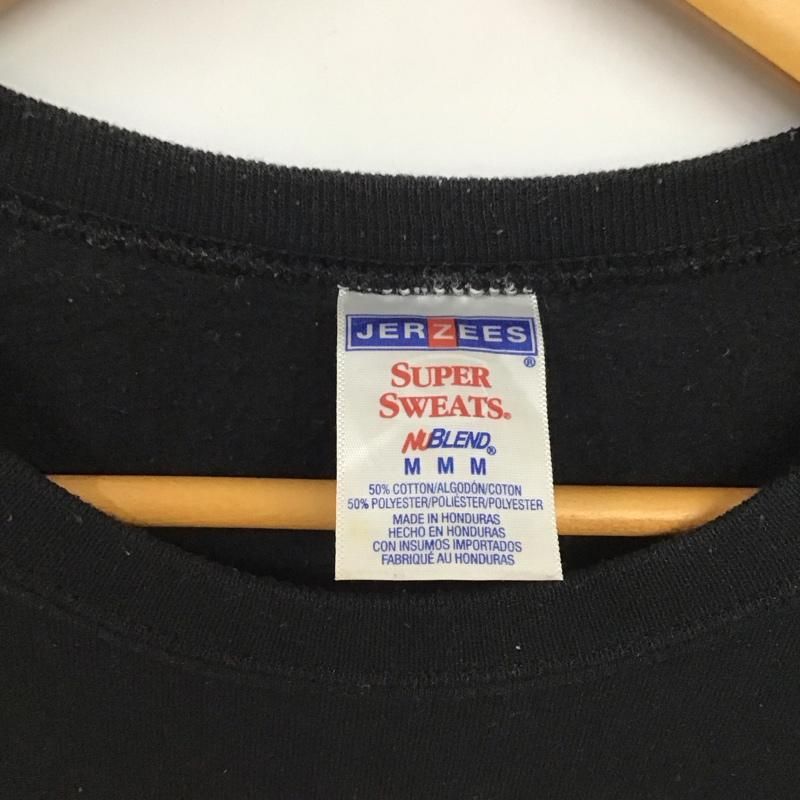 JERZEES
®
SUPER
SWEATS®
NUBLEND®
M M M
50% COTTON/ALGODÓN/COTON
50% POLYESTER/POLIÉSTER/POLYESTER
MADE IN HONDURAS
HECHO EN HONDURAS
CON INSUMOS IMPORTADOS
FABRIQUÉ AU HONDURAS